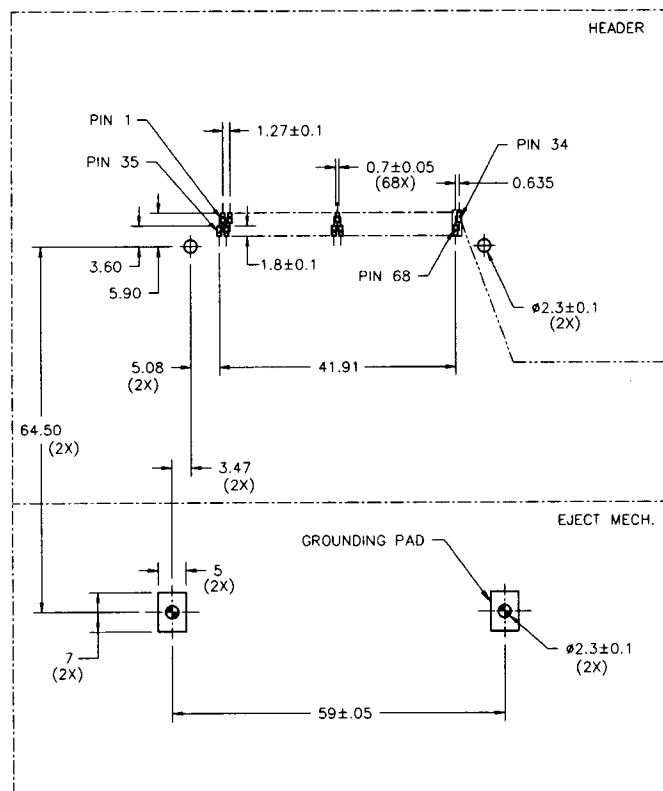 HEADER
PIN 1
1.27±0.1
PIN 34
PIN 35
0.7±0.05
(68X)
0.635
3.60
1.8±0.1
PIN 68
5.90
ø2.3±0.1
(2X)
5.08
(2X)
41.91
64.50
(2X)
3.47
(2X)
EJECT MECH.
GROUNDING PAD
5
(2X)
7
(2X)
ø2.3±0.1
(2X)
59±.05